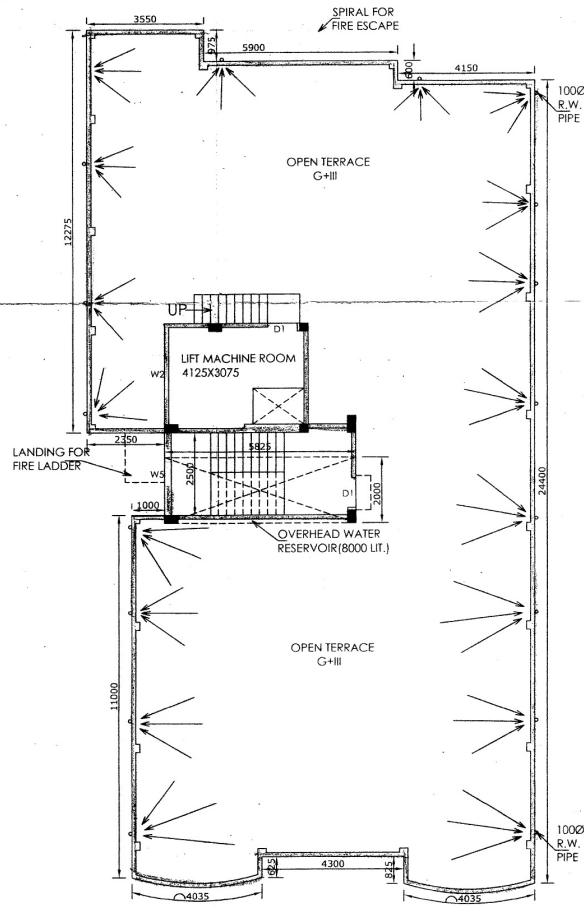 SPIRAL FOR
FIRE ESCAPE
3550
975
5900
600
4150
100Ø
R.W.
PIPE
OPEN TERRACE
G+III
12275
UP
D1
LIFT MACHINE ROOM
4125X3075
W2
2350
LANDING FOR
FIRE LADDER
5825
W5
2500
D1
2000
24400
1000
OVERHEAD WATER
RESERVOIR(8000 LIT.)
OPEN TERRACE
G+III
11000
100Ø
R.W.
PIPE
625
4300
825
4035
4035